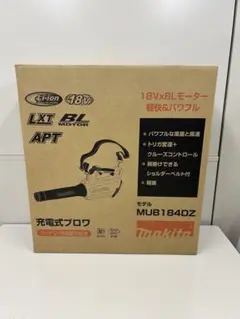 Li-ion
18V
LXT
BL
MOTOR
APT
18V×BLモーター
軽快&パワフル
• パワフルな風量と風速
• トリガ変速+
クルーズコントロール
• 肩掛けできる
ショルダーベルト付
• 軽量
充電式ブロワ
モデル
MUB184DZ
makita